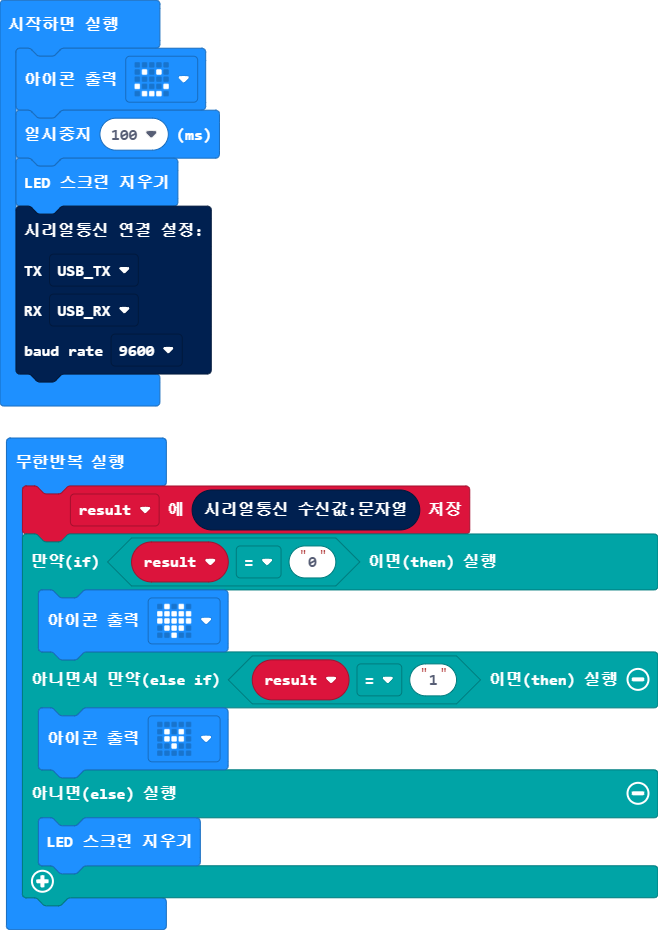 시작하면 실행
아이콘 출력
일시중지 100 (ms)
LED 스크린 지우기
시리얼통신 연결 설정:
TX USB_TX
RX USB_RX
baud rate 9600
무한반복 실행
result 에 시리얼통신 수신값:문자열 저장
만약(if) result = "0" 이면(then) 실행
아이콘 출력
아니면서 만약(else if) result = "1" 이면(then) 실행
아이콘 출력
아니면(else) 실행
LED 스크린 지우기